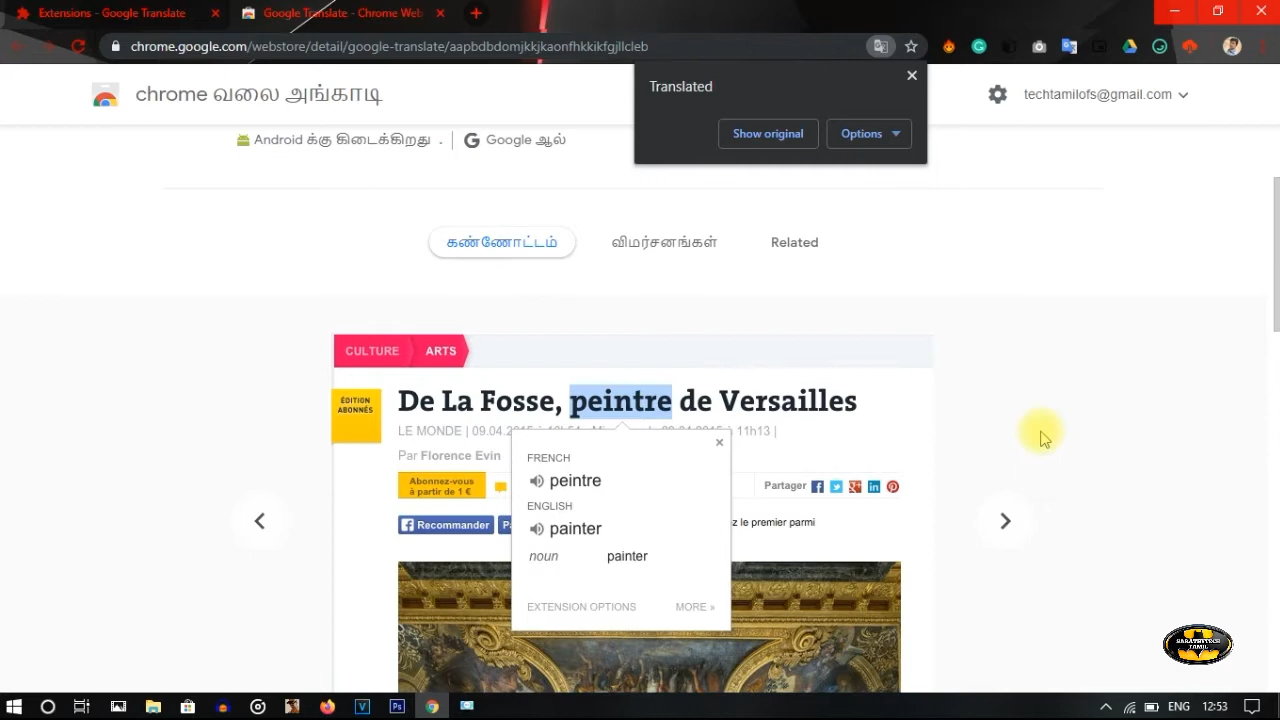 Extensions - Google Translate
Google Translate - Chrome Web
chrome.google.com/webstore/detail/google-translate/aapbdbdomjkkjkaonfhkkikfgjllcleb
Translated
Show original
Options
chrome வலை அங்காடி
techtamilofs@gmail.com
Android க்கு கிடைக்கிறது .
Google ஆல்
கண்ணோட்டம்
விமர்சனங்கள்
Related
CULTURE
ARTS
ÉDITION
ABONNÉS
De La Fosse, peintre de Versailles
LE MONDE | 09.04.2015
11h13 |
Par Florence Evin
Abonnez-vous
à partir de 1 €
Partager
Recommander
z le premier parmi
FRENCH
peintre
ENGLISH
painter
noun painter
EXTENSION OPTIONS
MORE »
SARATHYTECH
TAMIL
ENG
12:53